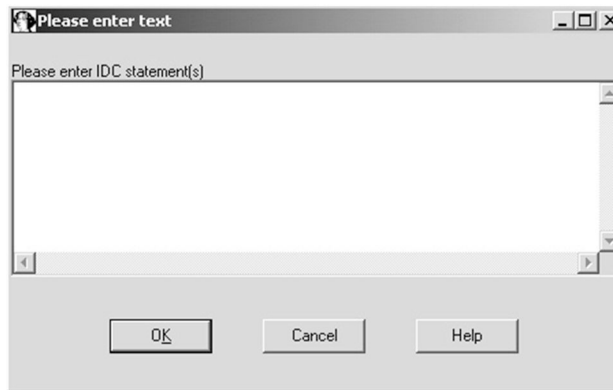 Please enter text
Please enter IDC statement(s)
OK
Cancel
Help